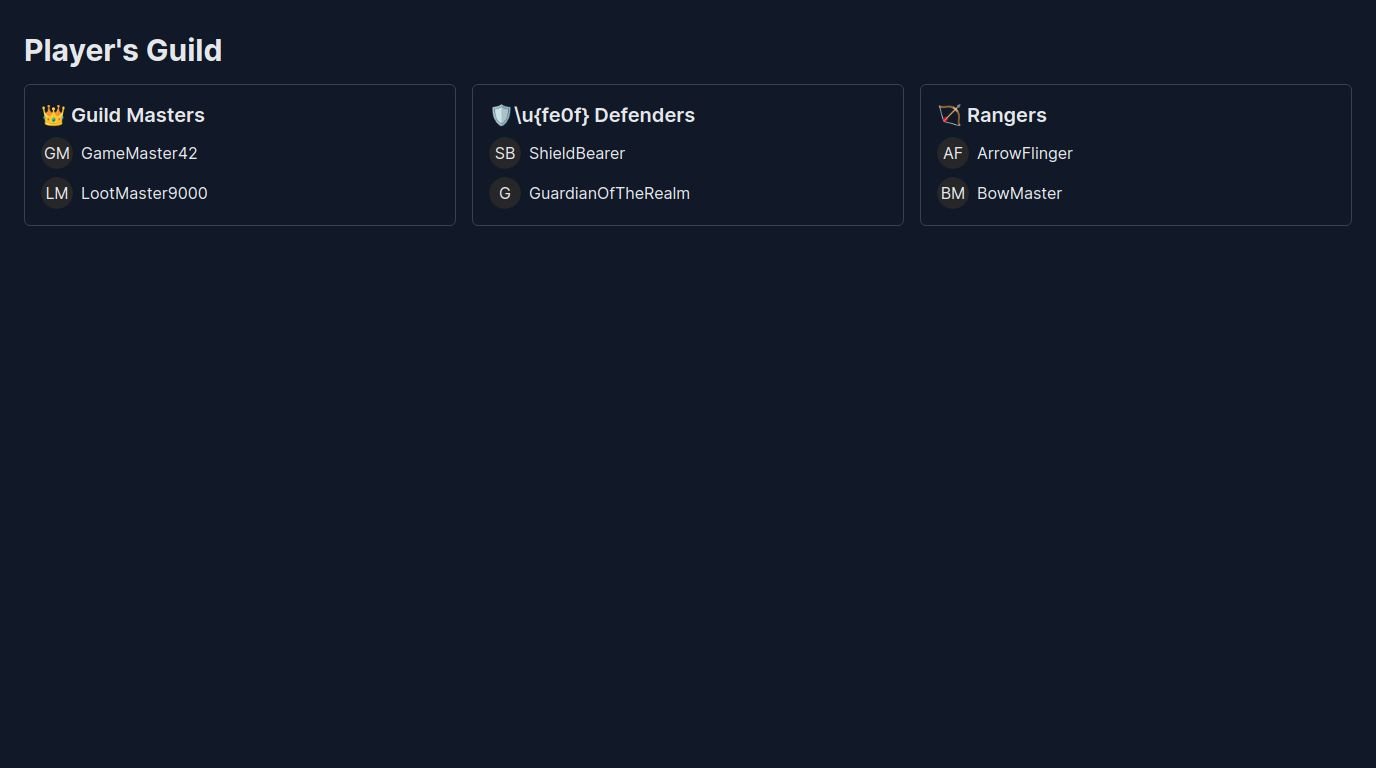 Player's Guild
👑 Guild Masters
GM GameMaster42
LM LootMaster9000
🛡\u{fe0f} Defenders
SB ShieldBearer
G GuardianOfTheRealm
🏹 Rangers
AF ArrowFlinger
BM BowMaster